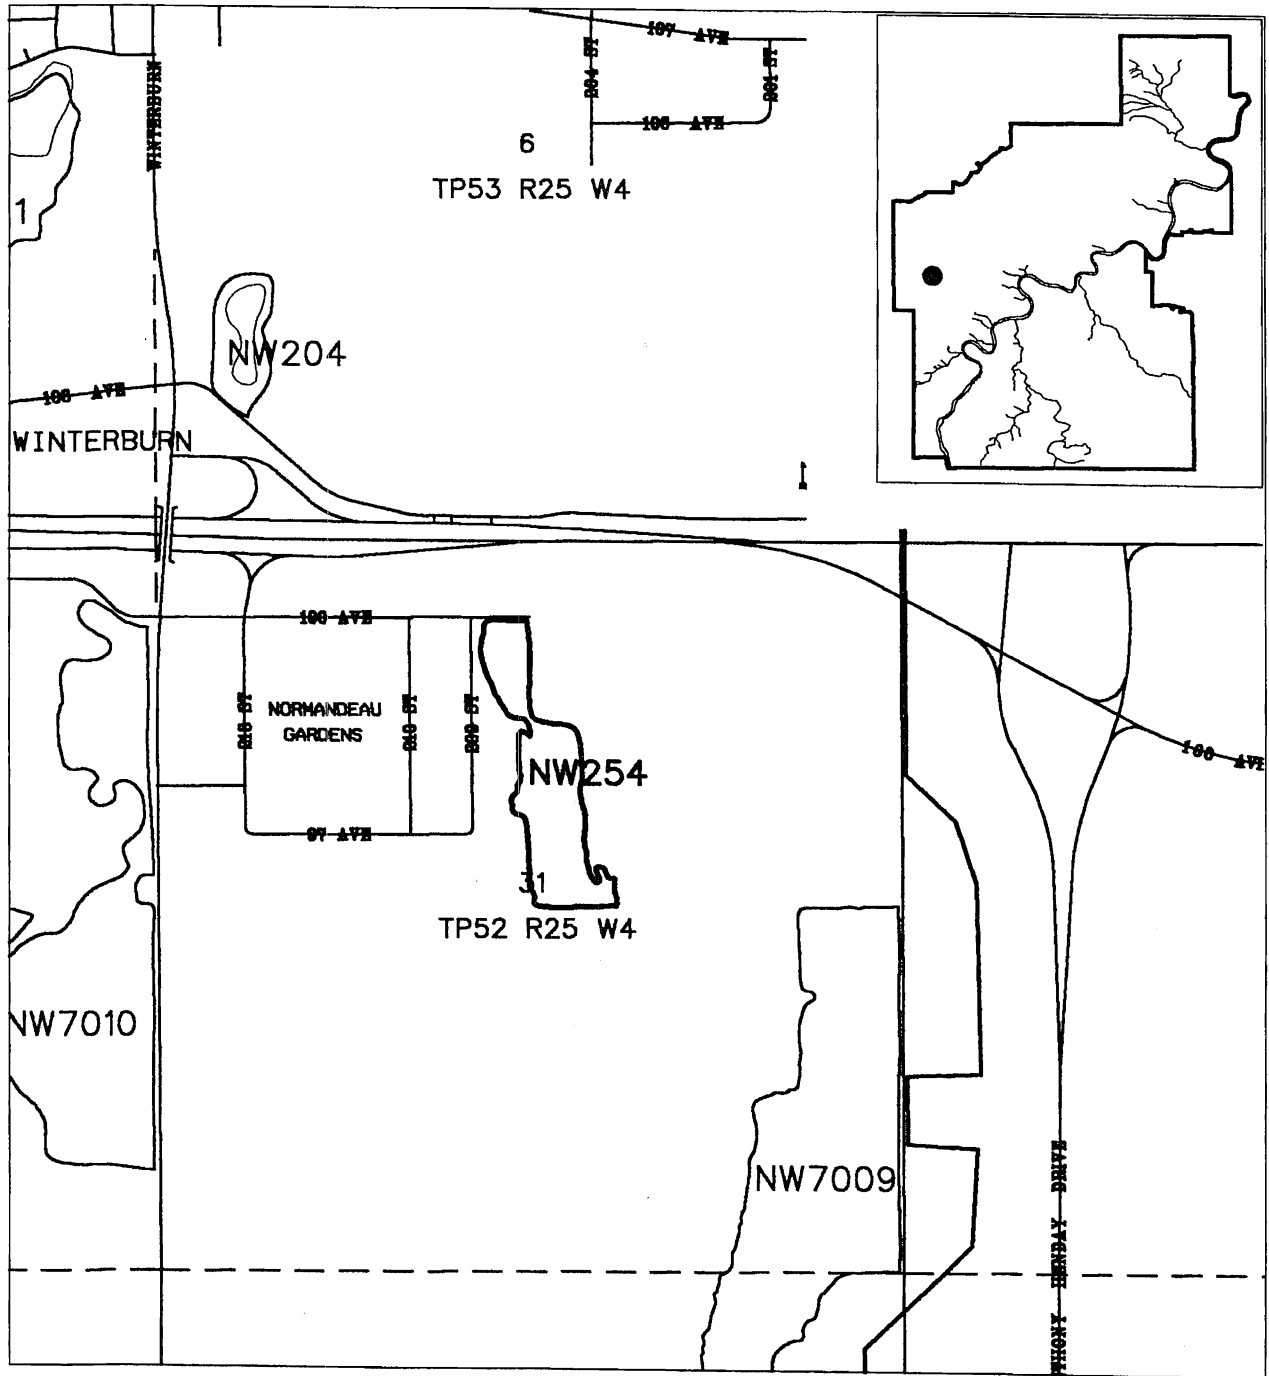 107 AVE
204 ST
201 ST
106 AVE
WINTERBURN
6
TP53 R25 W4
1
NW204
106 AVE
WINTERBURN
100 AVE
215 ST
NORMANDEAU
GARDENS
210 ST
209 ST
NW254
100 AVE
97 AVE
31
TP52 R25 W4
NW7010
NW7009
THONY HENDAY DRIVE